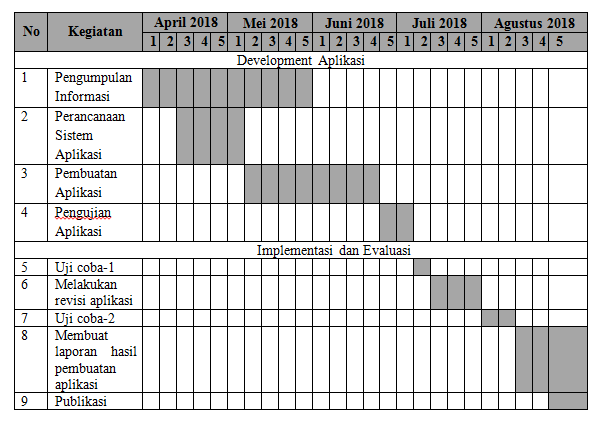 No Kegiatan April 2018 Mei 2018 Juni 2018 Juli 2018 Agustus 2018
1 2 3 4 5 1 2 3 4 5 1 2 3 4 5 1 2 3 4 5 1 2 3 4 5
Development Aplikasi
1 Pengumpulan
Informasi
2 Perancanaan
Sistem
Aplikasi
3 Pembuatan
Aplikasi
4 Pengujian
Aplikasi
Implementasi dan Evaluasi
5 Uji coba-1
6 Melakukan
revisi aplikasi
7 Uji coba-2
8 Membuat
laporan hasil
pembuatan
aplikasi
9 Publikasi